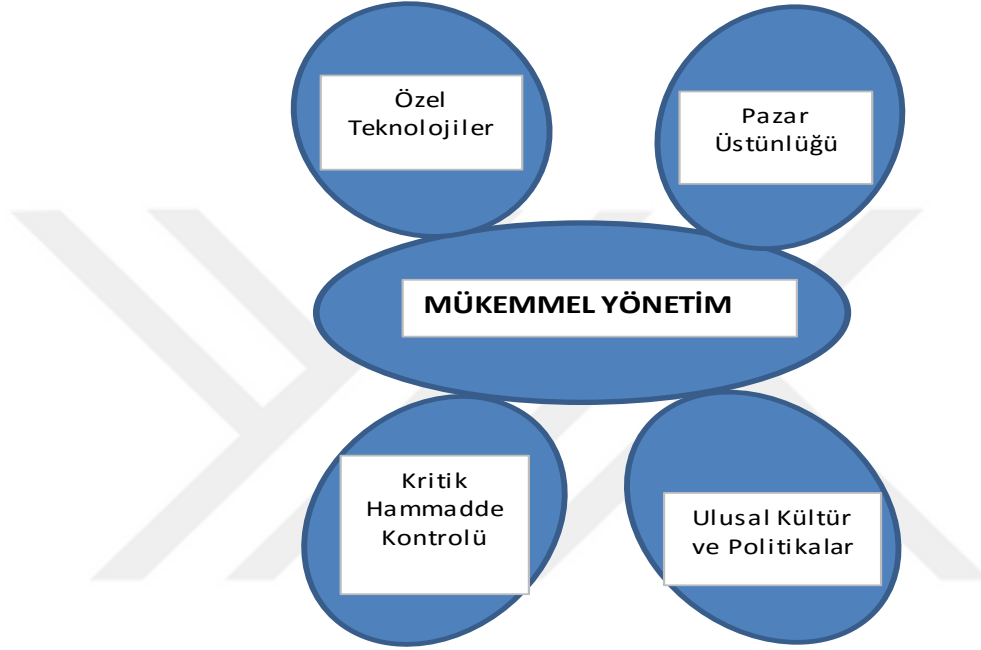 Özel
Teknolojiler
Pazar
Üstünlüğü
MÜKEMMEL YÖNETİM
Kritik
Hammadde
Kontrolü
Ulusal Kültür
ve Politikalar